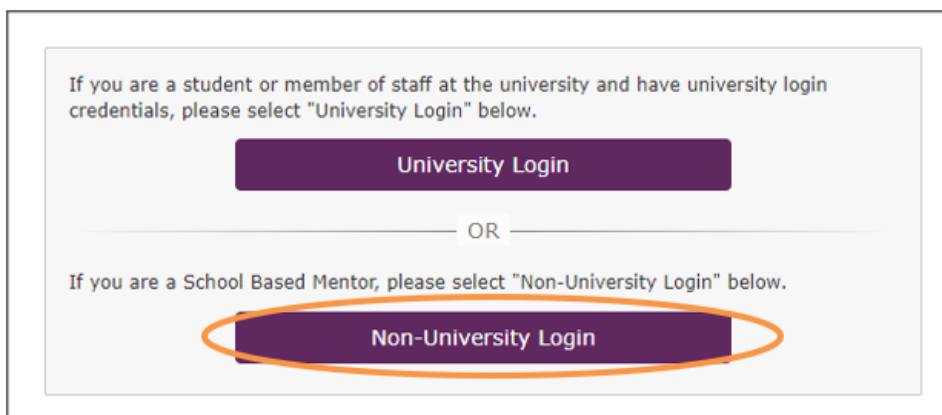 If you are a student or member of staff at the university and have university login
credentials, please select "University Login" below.
University Login
OR
If you are a School Based Mentor, please select "Non-University Login" below.
Non-University Login